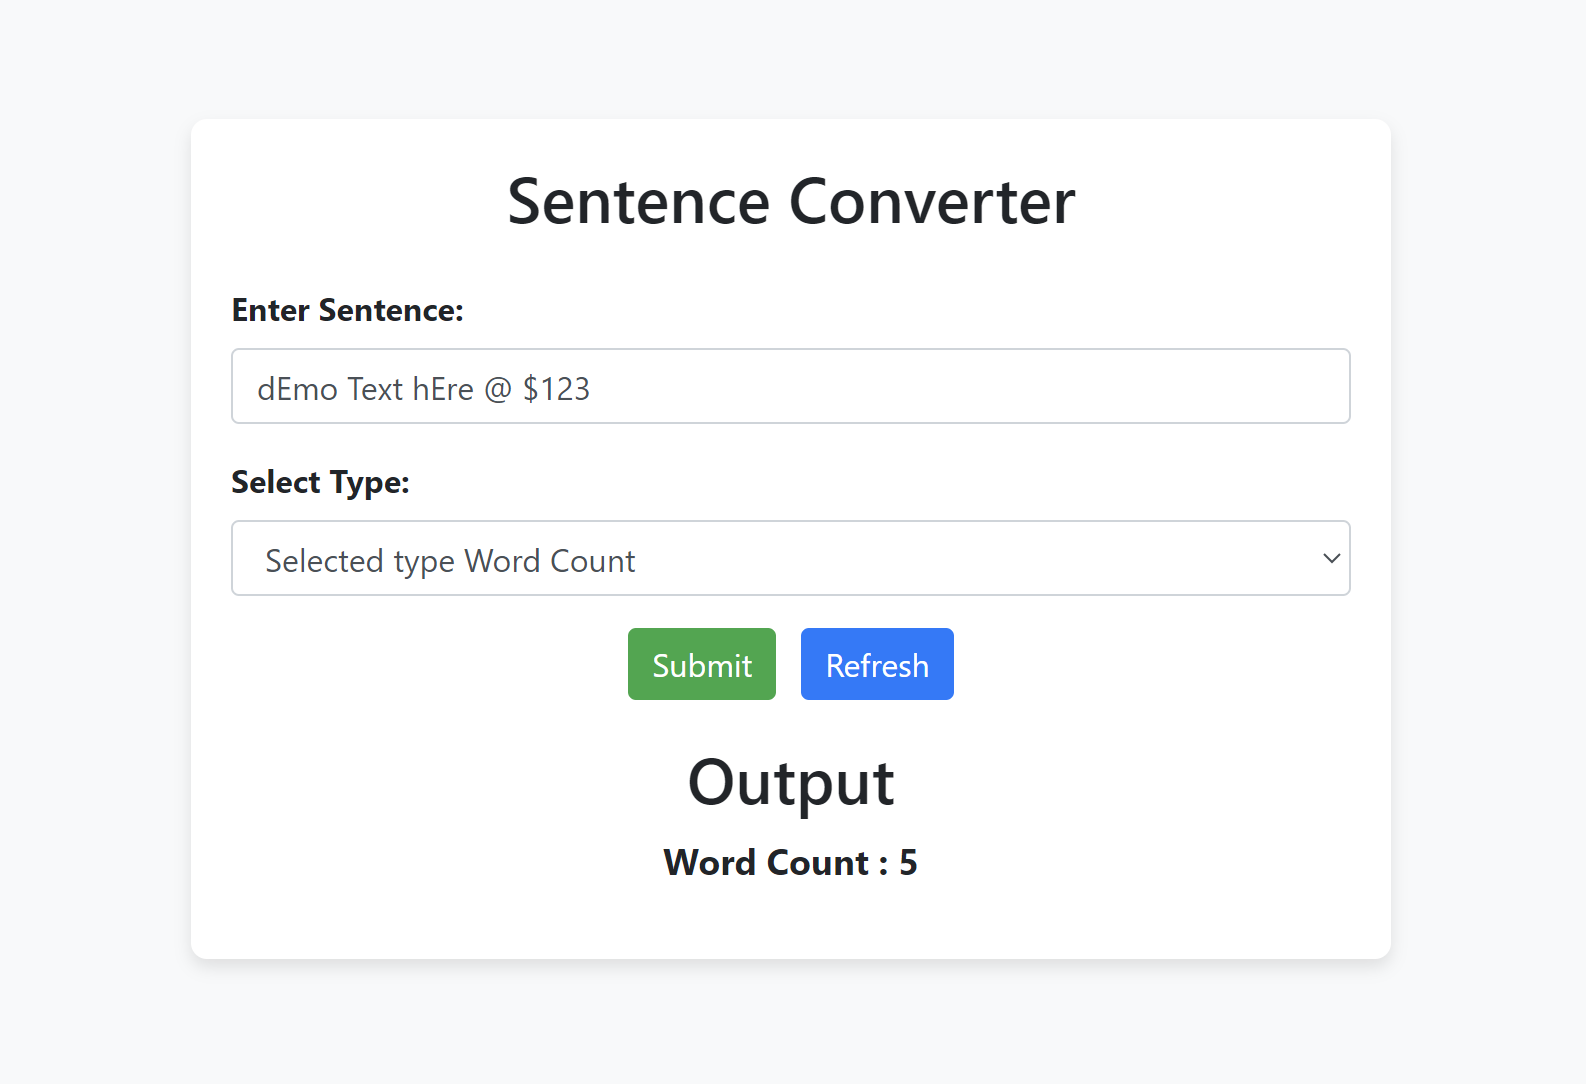 Sentence Converter
Enter Sentence:
dEmo Text hEre @ $123
Select Type:
Selected type Word Count
Submit Refresh
Output
Word Count : 5